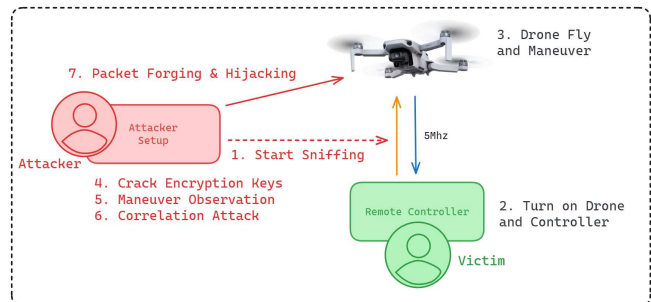 3. Drone Fly
and Maneuver
7. Packet Forging & Hijacking
Attacker
Setup
5Mhz
1. Start Sniffing
Attacker
4. Crack Encryption Keys
5. Maneuver Observation
6. Correlation Attack
Remote Controller
2. Turn on Drone
and Controller
Victim